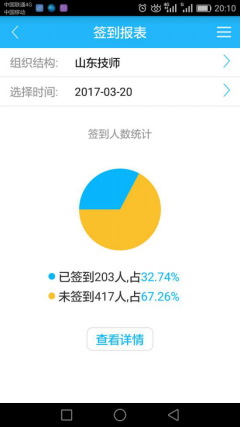 中国联通4G
中国移动
20:10
签到报表
组织结构: 山东技师
选择时间: 2017-03-20
签到人数统计
已签到203人,占32.74%
未签到417人,占67.26%
查看详情